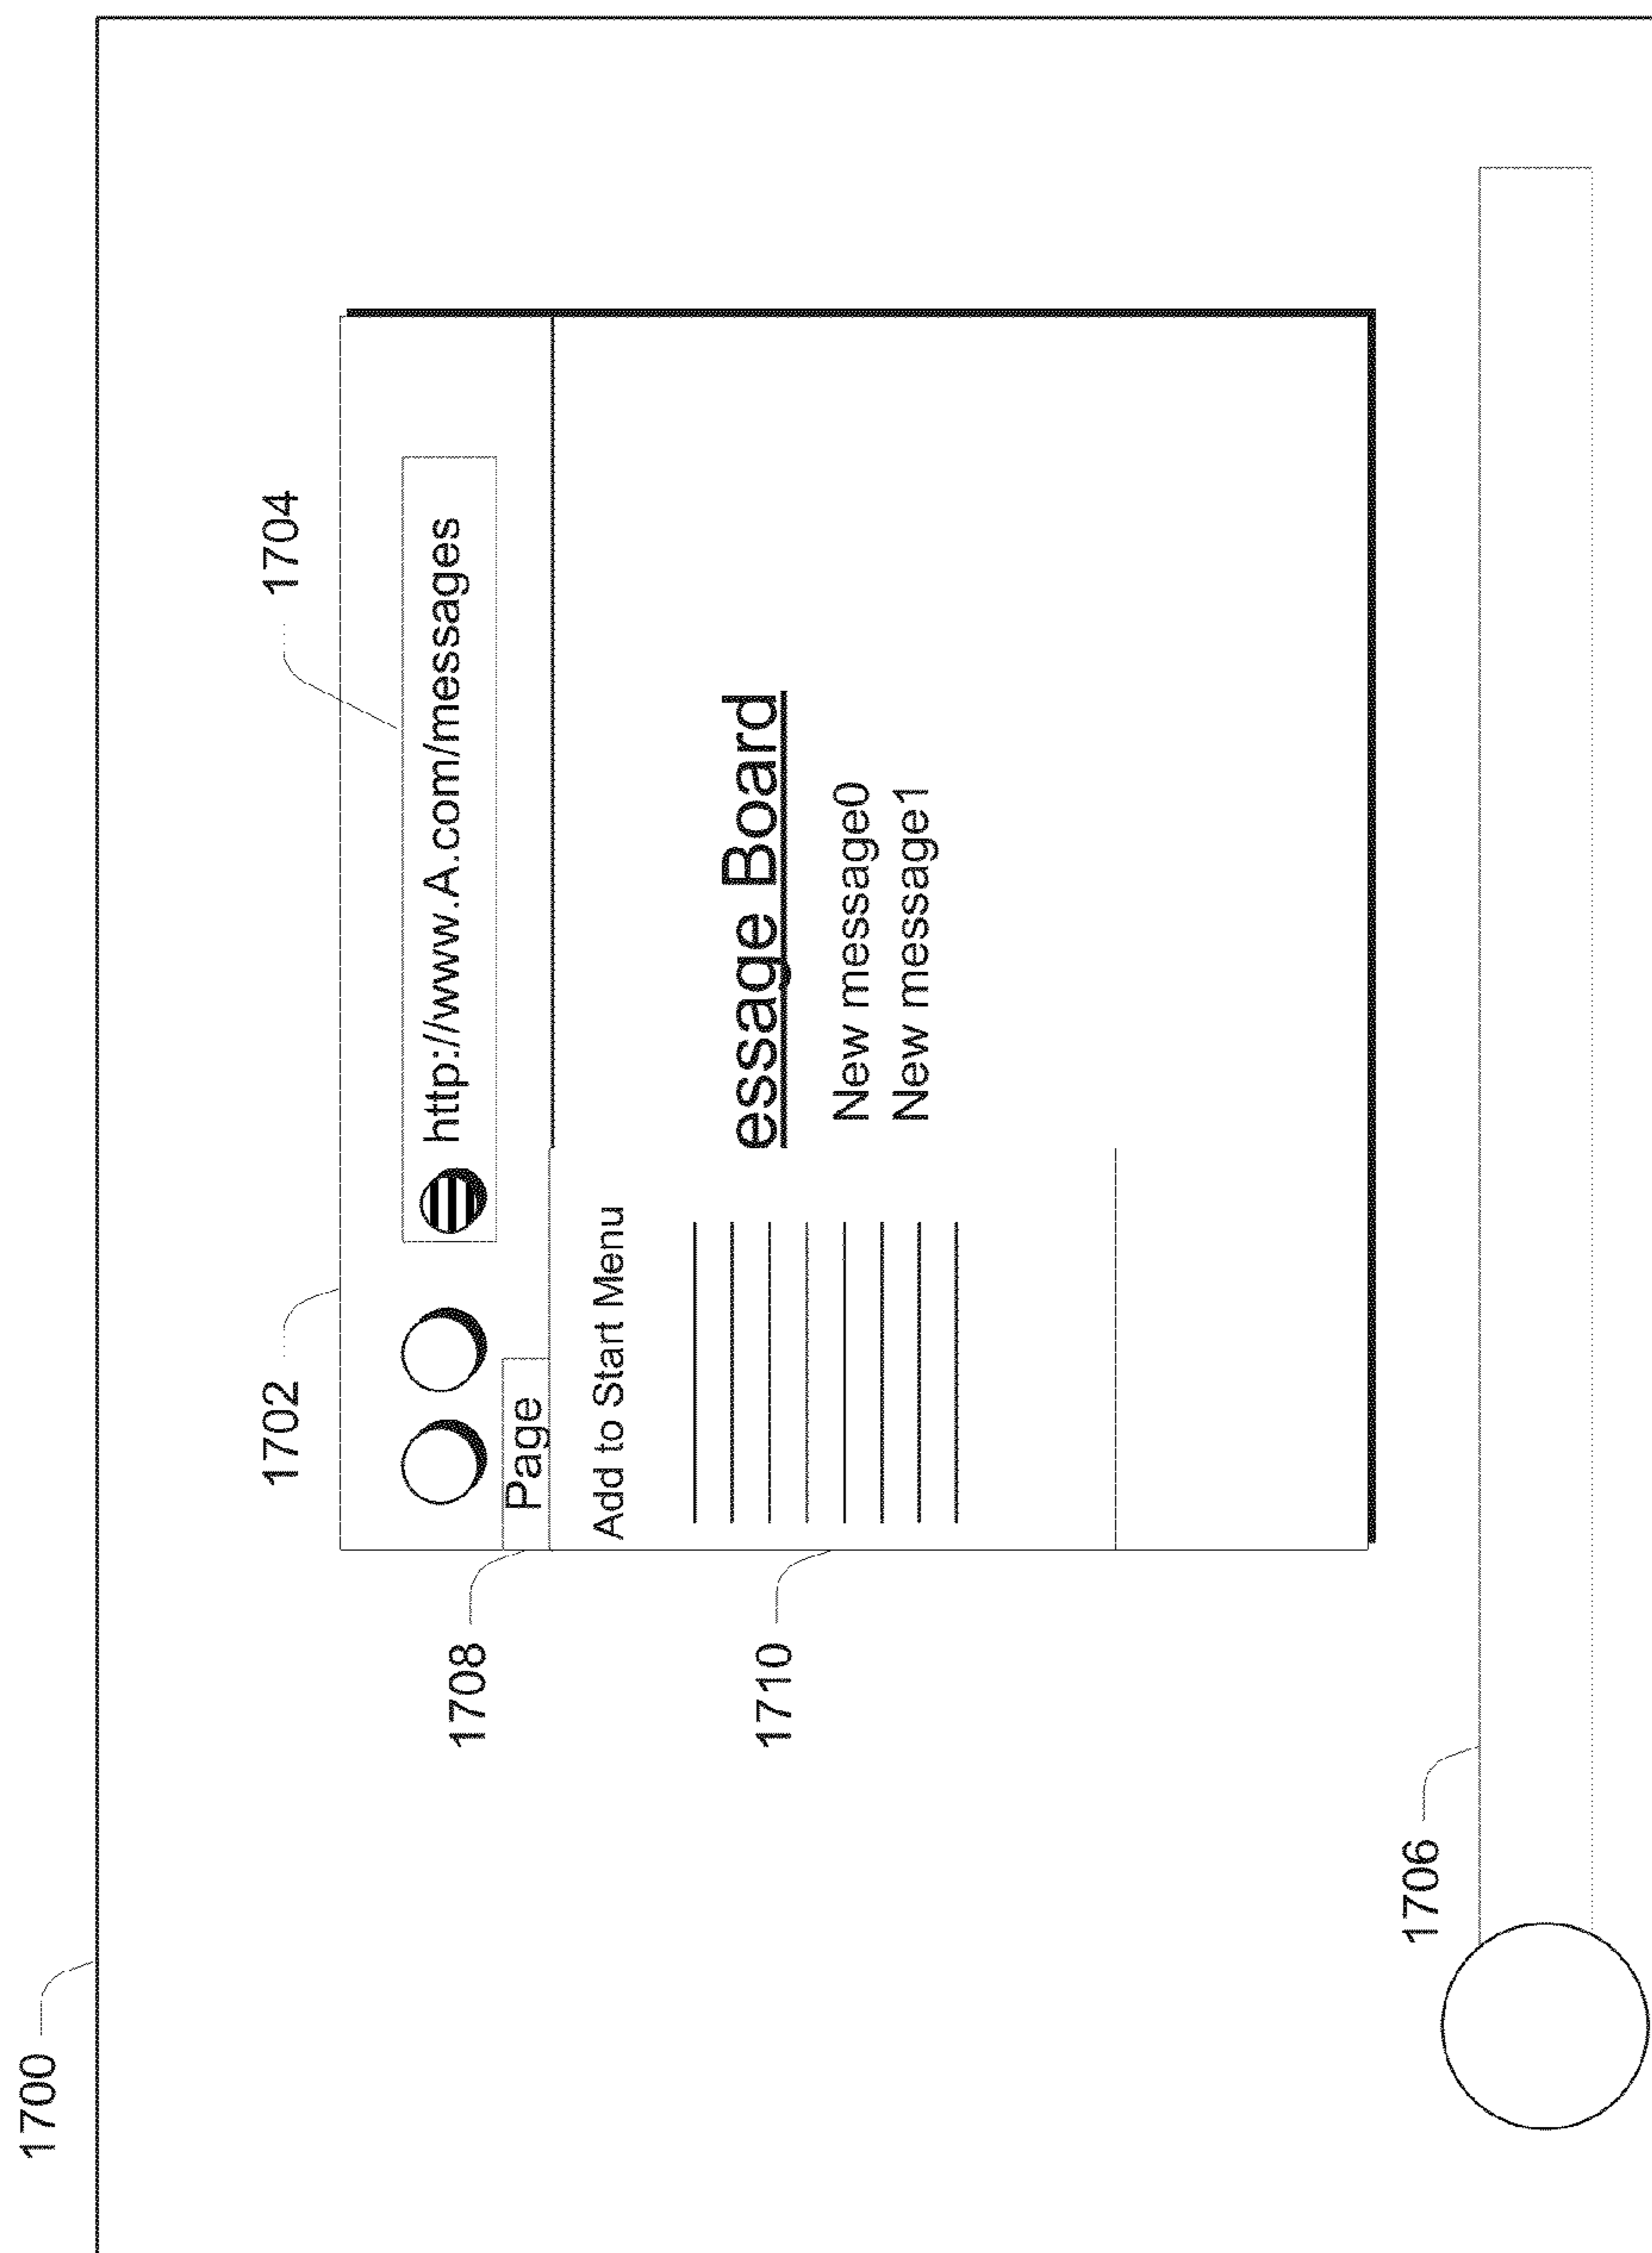 1700
1702
1704
http://www.A.com/messages
1708
Page
Add to Start Menu
essage Board
1710
New message0
New message1
1706